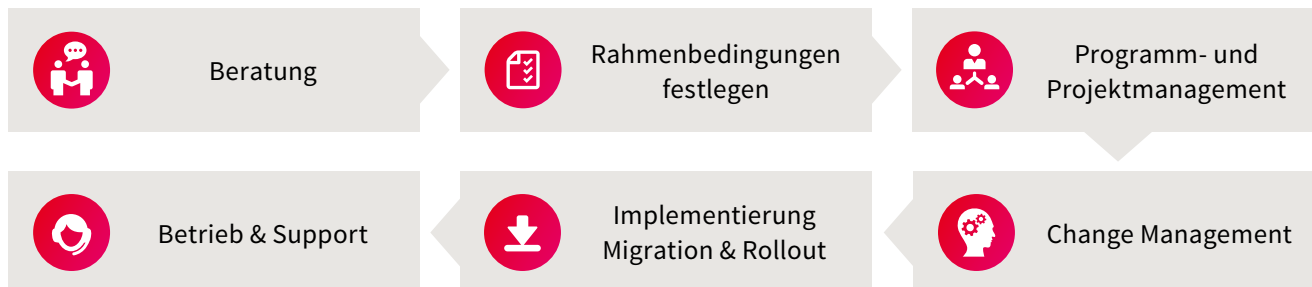 Beratung
Rahmenbedingungen
festlegen
Programm- und
Projektmanagement
Change Management
Implementierung
Migration & Rollout
Betrieb & Support